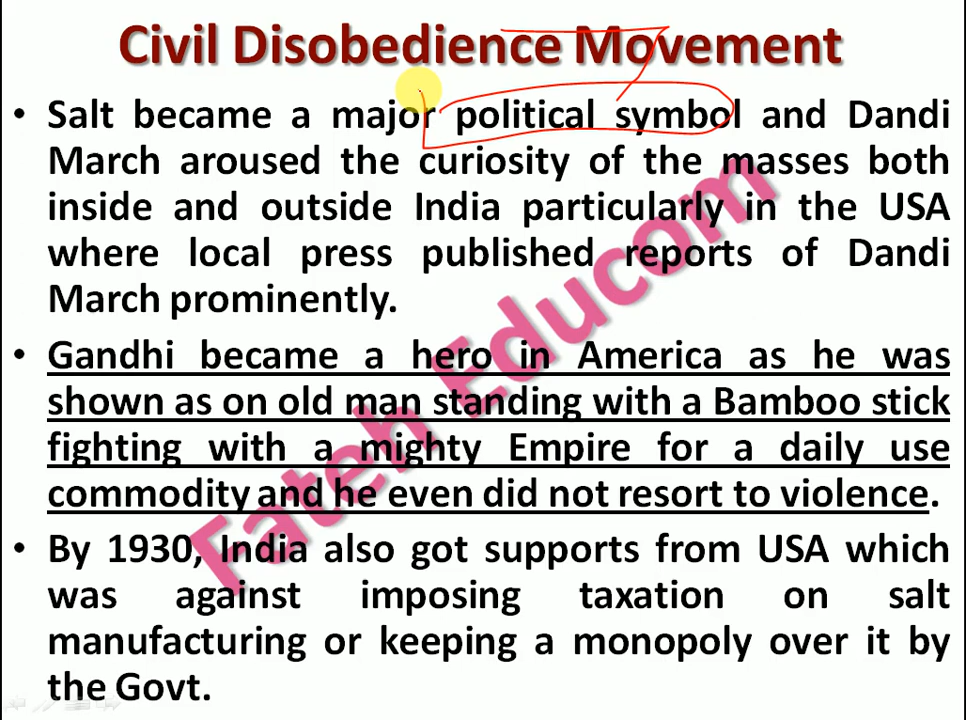 Civil Disobedience Movement
• Salt became a major political symbol and Dandi
March aroused the curiosity of the masses both
inside and outside India particularly in the USA
where local press published reports of Dandi
March prominently.
• Gandhi became a hero in America as he was
shown as on old man standing with a Bamboo stick
fighting with a mighty Empire for a daily use
commodity and he even did not resort to violence.
• By 1930, India also got supports from USA which
was against imposing taxation on salt
manufacturing or keeping a monopoly over it by
the Govt.
Fateh Educom